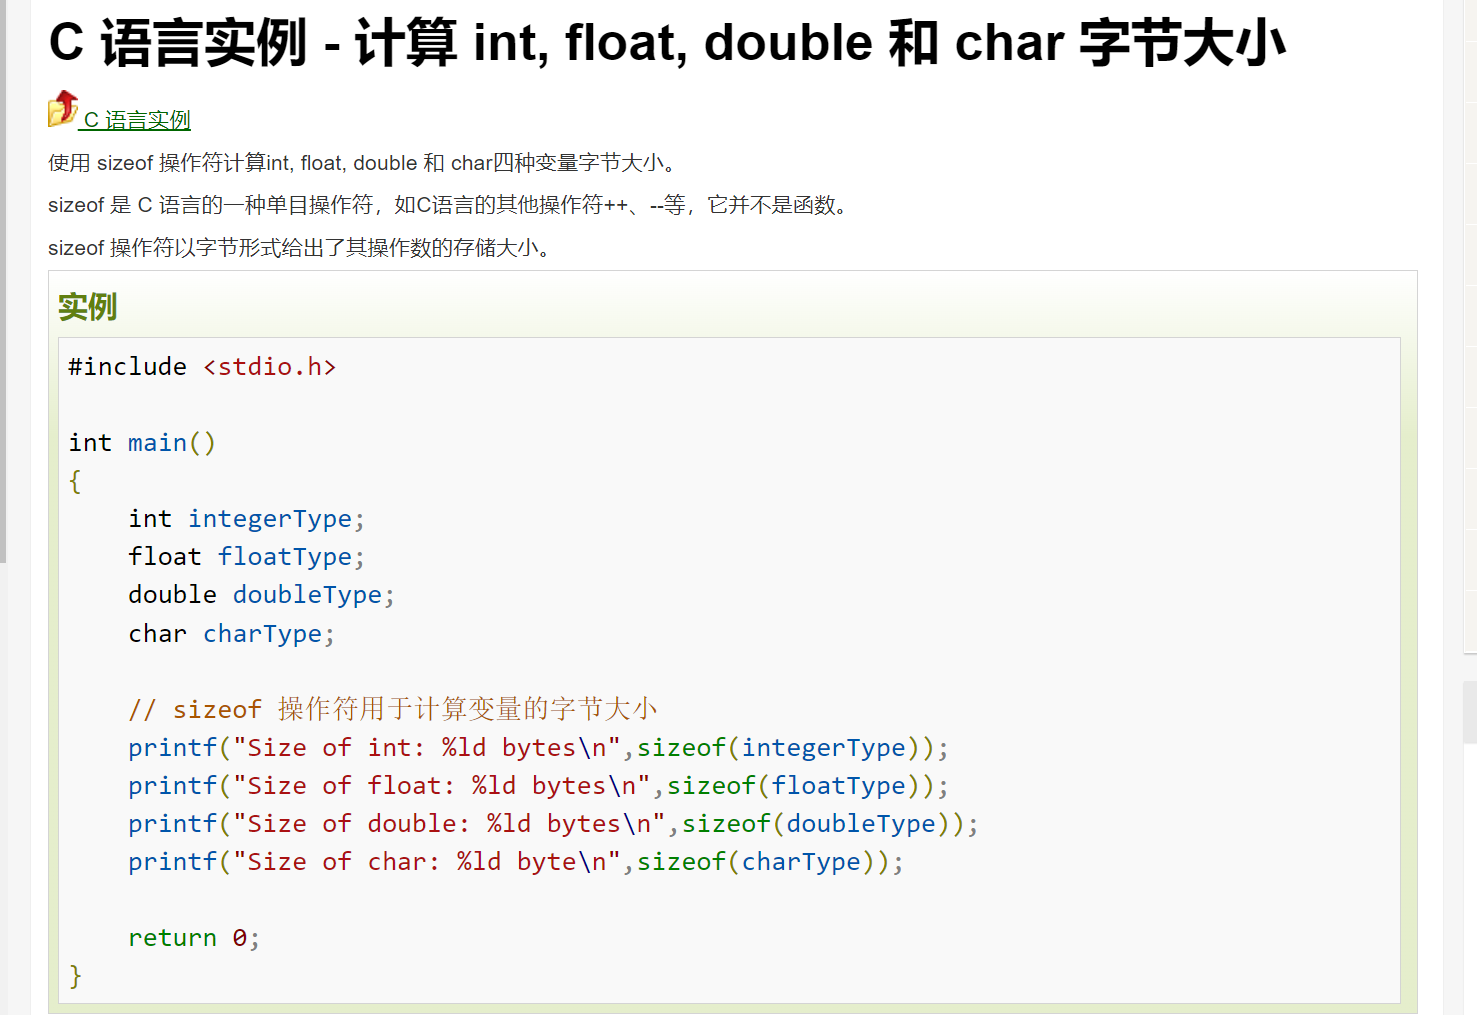 C 语言实例 - 计算 int, float, double 和 char 字节大小
C 语言实例
使用 sizeof 操作符计算int, float, double 和 char四种变量字节大小。
sizeof 是 C 语言的一种单目操作符，如C语言的其他操作符++、--等，它并不是函数。
sizeof 操作符以字节形式给出了其操作数的存储大小。
实例
#include <stdio.h>
int main()
{
    int integerType;
    float floatType;
    double doubleType;
    char charType;
    // sizeof 操作符用于计算变量的字节大小
    printf("Size of int: %ld bytes\n",sizeof(integerType));
    printf("Size of float: %ld bytes\n",sizeof(floatType));
    printf("Size of double: %ld bytes\n",sizeof(doubleType));
    printf("Size of char: %ld byte\n",sizeof(charType));
    return 0;
}